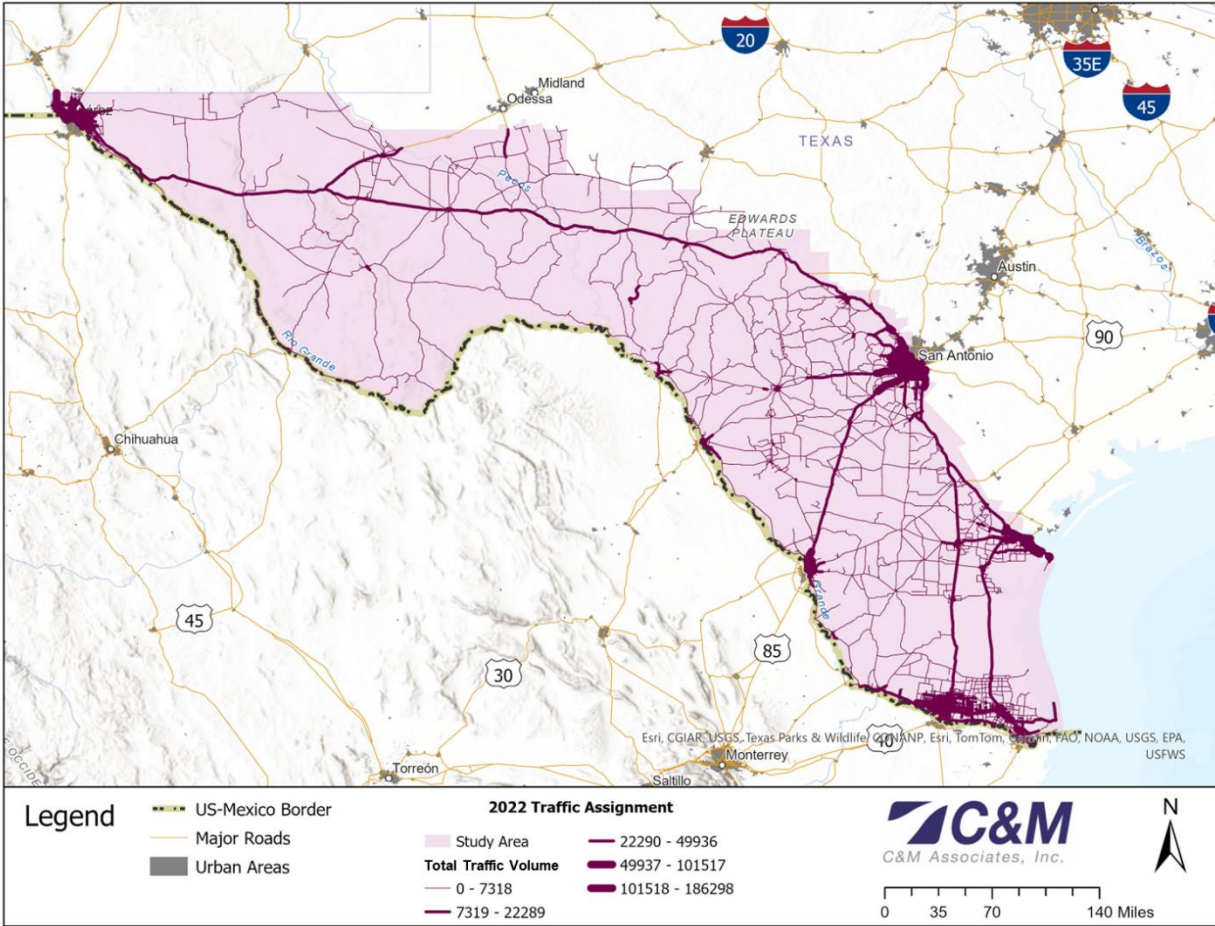 20
35E
45
Midland
Odessa
TEXAS
Pecos
EDWARDS
PLATEAU
Brazos
Austin
90
San Antonio
Rio Grande
Chihuahua
Grande
45
85
30
40
Esri, CGIAR, USGS, Texas Parks & Wildlife, CONANP, Esri, TomTom, Garmin, FAO, NOAA, USGS, EPA,
USFWS
Monterrey
Torreón
Saltillo
OCCIDE
Legend
US-Mexico Border
Major Roads
Urban Areas
2022 Traffic Assignment
Study Area
Total Traffic Volume
0 - 7318
7319 - 22289
22290 - 49936
49937 - 101517
101518 - 186298
C&M
C&M Associates, Inc.
N
0 35 70 140 Miles